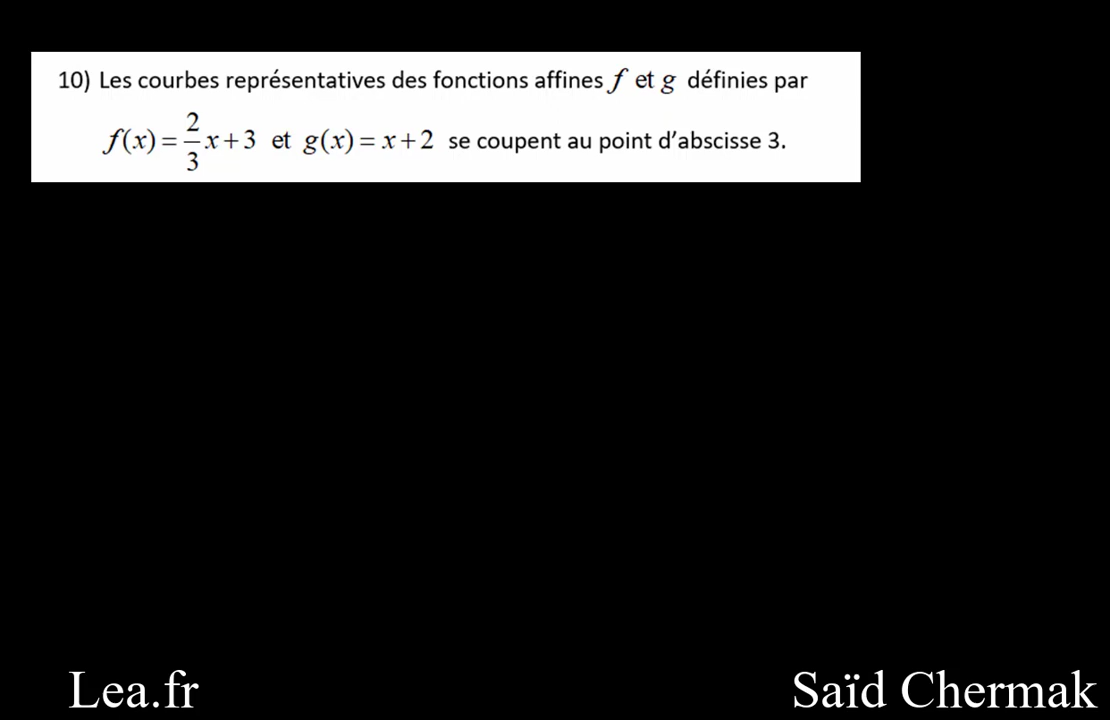 10) Les courbes représentatives des fonctions affines f et g définies par
f(x) = 2/3 x + 3 et g(x) = x + 2 se coupent au point d’abscisse 3.
Lea.fr
Saïd Chermak